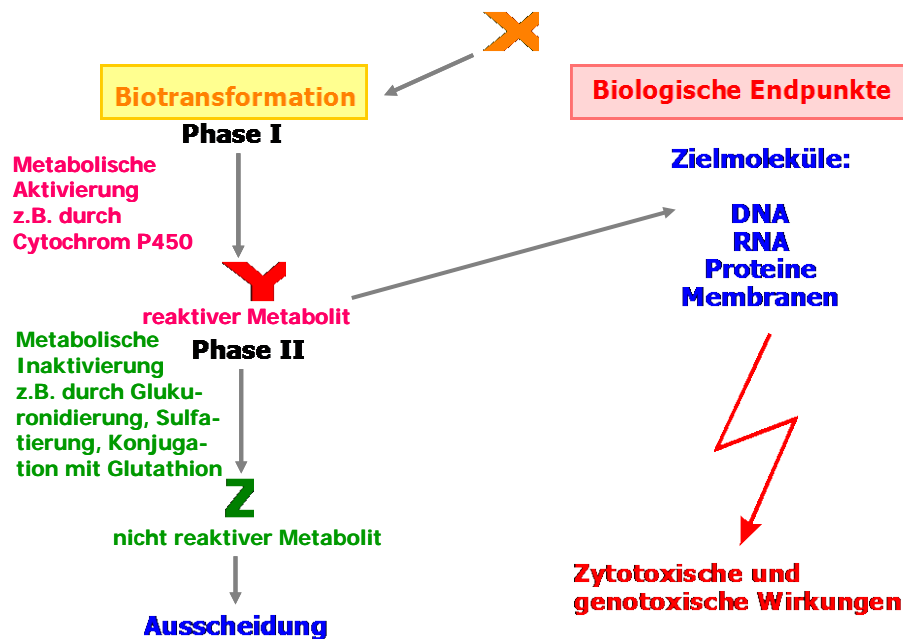 X
Biotransformation
Phase I
Metabolische
Aktivierung
z.B. durch
Cytochrom P450
Y
reaktiver Metabolit
Phase II
Metabolische
Inaktivierung
z.B. durch Gluku-
ronidierung, Sulfa-
tierung, Konjuga-
tion mit Glutathion
Z
nicht reaktiver Metabolit
Ausscheidung
Biologische Endpunkte
Zielmoleküle:
DNA
RNA
Proteine
Membranen
Zytotoxische und
genotoxische Wirkungen